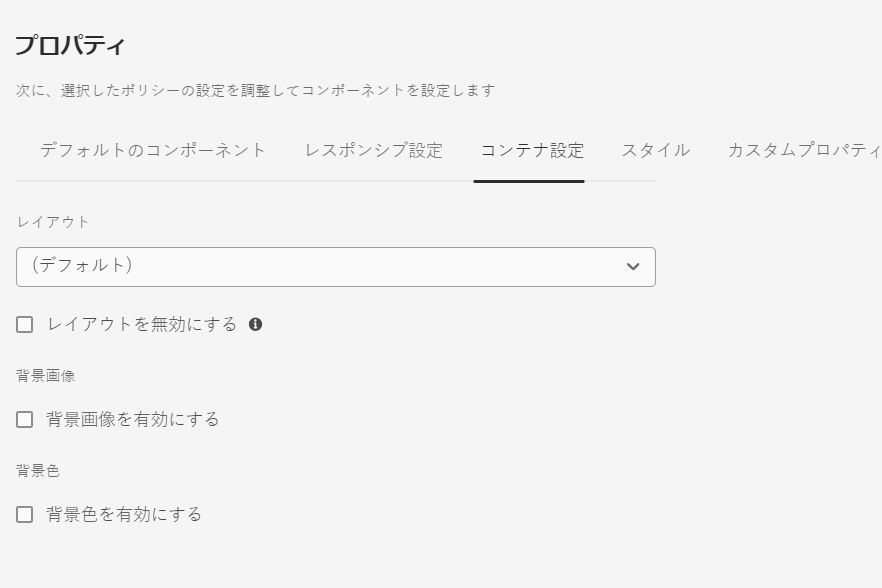 プロパティ
次に、選択したポリシーの設定を調整してコンポーネントを設定します
デフォルトのコンポーネント レスポンシブ設定 コンテナ設定 スタイル カスタムプロパティ
レイアウト
(デフォルト)
レイアウトを無効にする
背景画像
背景画像を有効にする
背景色
背景色を有効にする